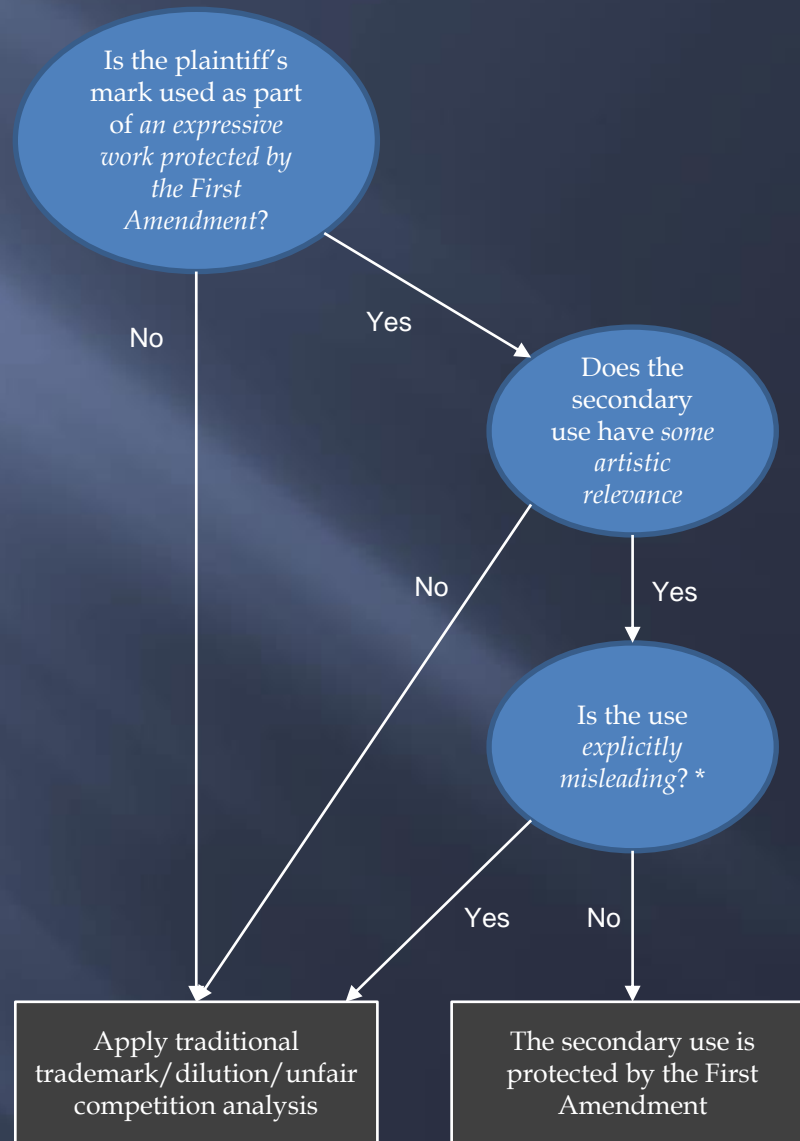 Is the plaintiff’s
mark used as part
of an expressive
work protected by
the First
Amendment?
No
Yes
Does the
secondary
use have some
artistic
relevance
No
Yes
Is the use
explicitly
misleading? *
Yes
No
Apply traditional
trademark/dilution/unfair
competition analysis
The secondary use is
protected by the First
Amendment